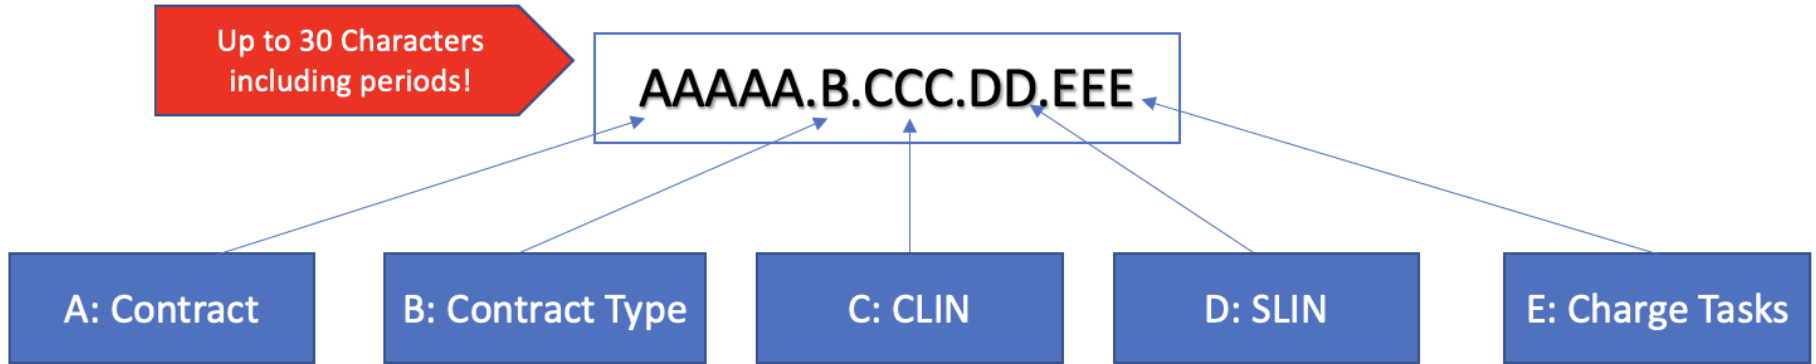 Up to 30 Characters
including periods!
AAAAA.B.CCC.DD.EEE
A: Contract
B: Contract Type
C: CLIN
D: SLIN
E: Charge Tasks